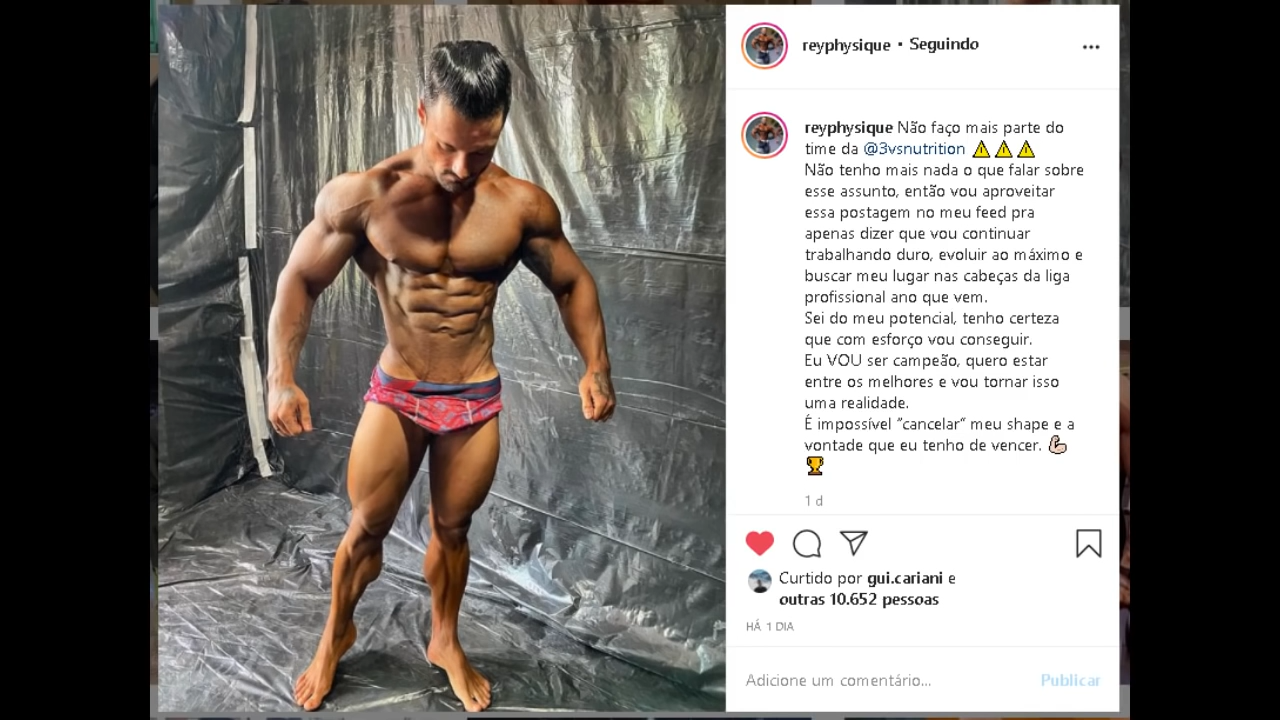 reyphysique • Seguindo
reyphysique Não faço mais parte do
time da @3vsnutrition ⚠️⚠️⚠️
Não tenho mais nada o que falar sobre
esse assunto, então vou aproveitar
essa postagem no meu feed pra
apenas dizer que vou continuar
trabalhando duro, evoluir ao máximo e
buscar meu lugar nas cabeças da liga
profissional ano que vem.
Sei do meu potencial, tenho certeza
que com esforço vou conseguir.
Eu VOU ser campeão, quero estar
entre os melhores e vou tornar isso
uma realidade.
É impossível “cancelar” meu shape e a
vontade que eu tenho de vencer. 💪🏻
🏆
1 d
Curtido por gui.cariani e
outras 10.652 pessoas
HÁ 1 DIA
Adicione um comentário... Publicar